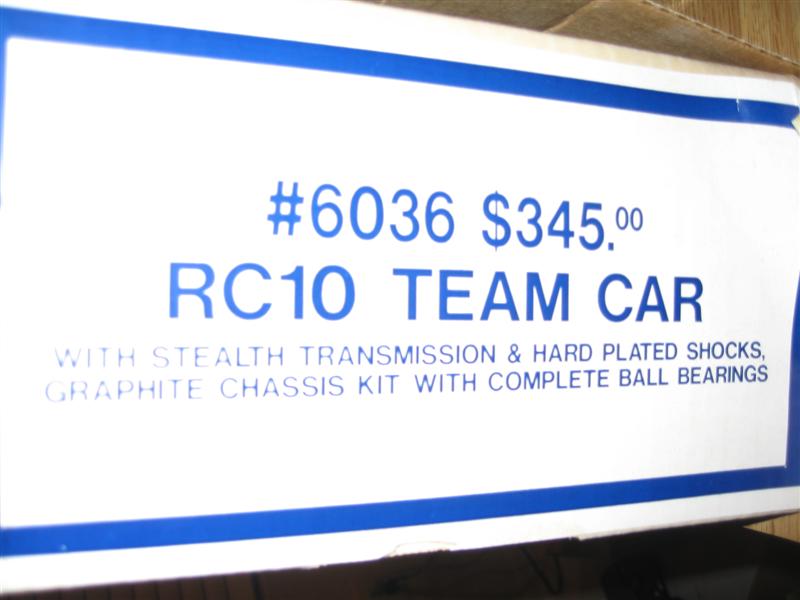 #6036 $345.00
RC10 TEAM CAR
WITH STEALTH TRANSMISSION & HARD PLATED SHOCKS,
GRAPHITE CHASSIS KIT WITH COMPLETE BALL BEARINGS